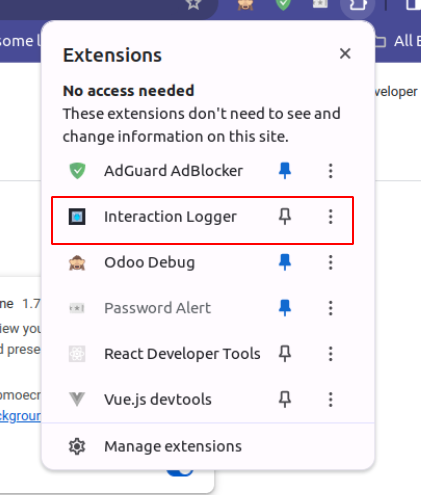 some l
All
Extensions
No access needed
These extensions don't need to see and
change information on this site.
veloper
AdGuard AdBlocker
Interaction Logger
Odoo Debug
Password Alert
React Developer Tools
Vue.js devtools
Manage extensions
ne 1.7
iew you
d prese
omoecr
ckgroun